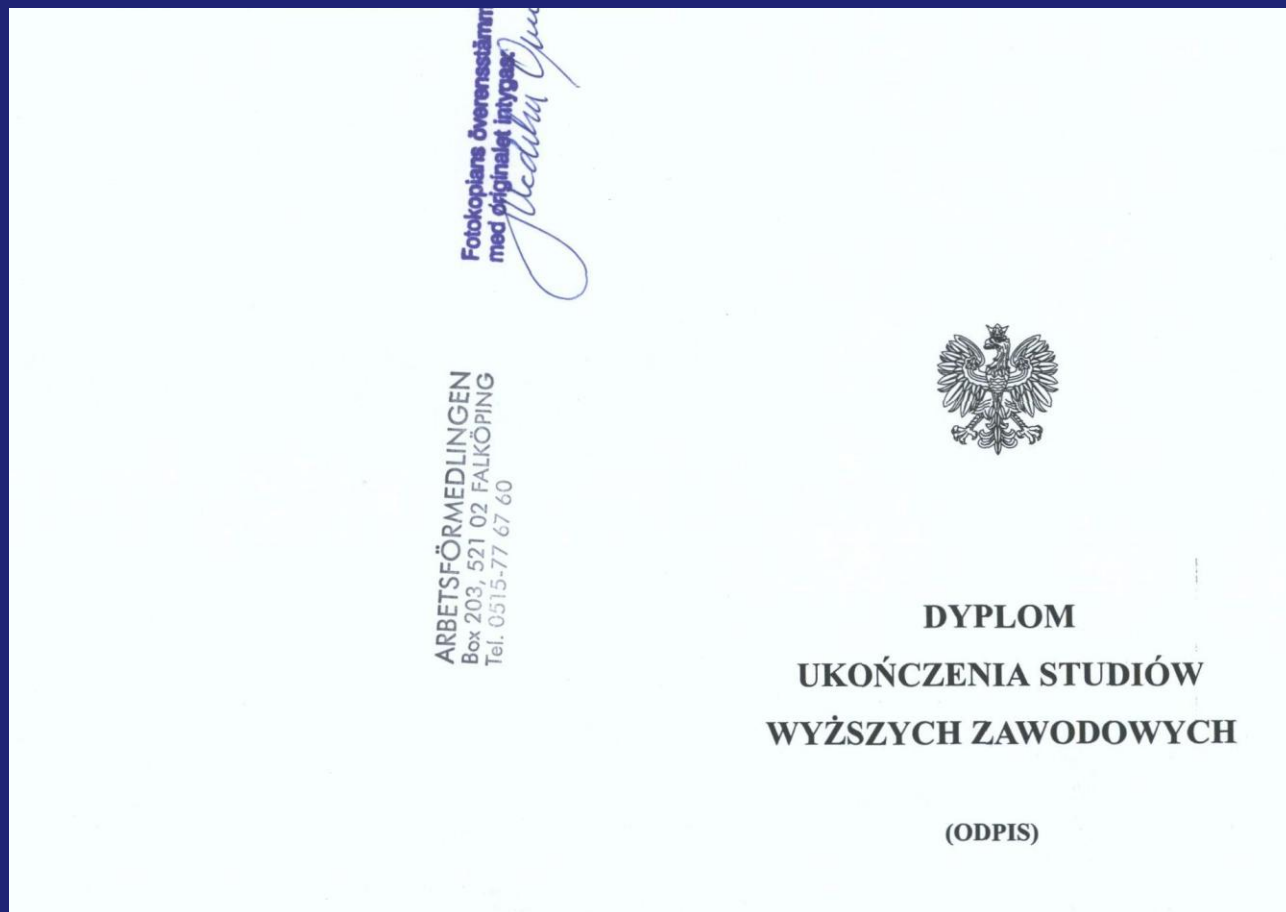 Fotokopians överensstämm
med originalet intygas:
ARBETSFÖRMEDLINGEN
Box 203, 521 02 FALKÖPING
Tel. 0515-77 67 60
DYPLOM
UKOŃCZENIA STUDIÓW
WYŻSZYCH ZAWODOWYCH
(ODPIS)